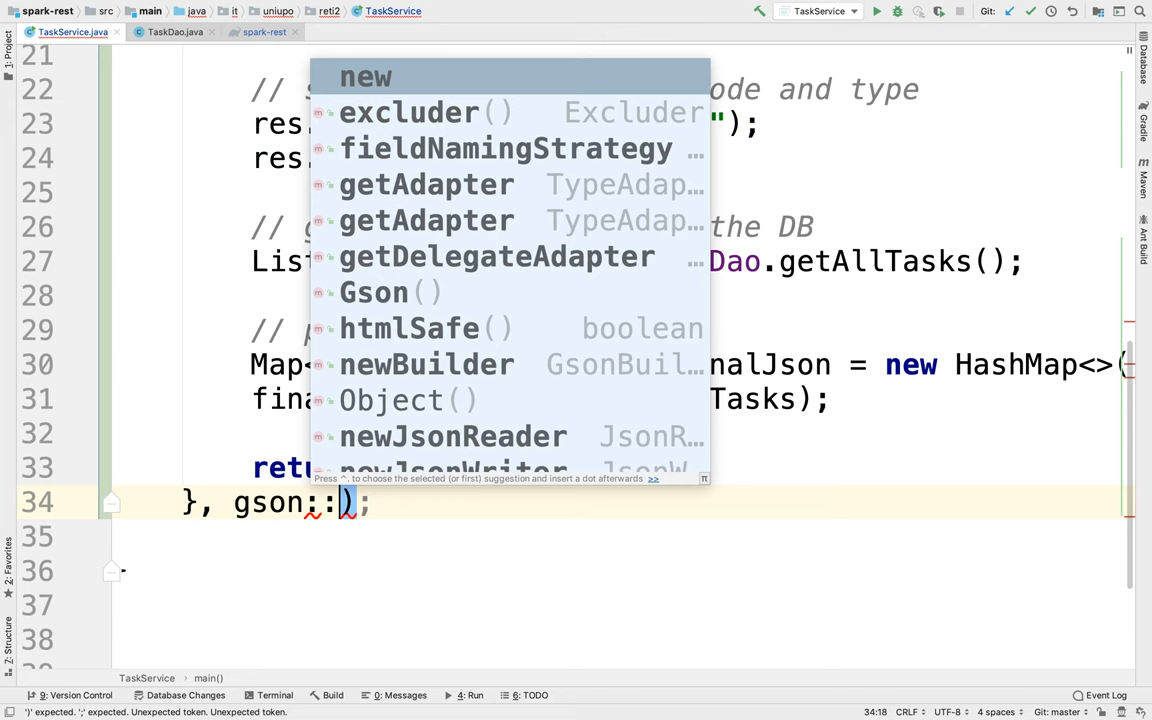 spark-rest src main java it uniupo reti2 TaskService TaskService Git:
TaskService.java TaskDao.java spark-rest
1: Project
Z: Structure
2: Favorites
Database
Gradle
Maven
Ant Build
21
22 // ode and type
23 res. ");
24 res.
25
26 // the DB
27 List Dao.getAllTasks();
28
29 //
30 Map< nalJson = new HashMap<>(
31 fina Tasks);
32
33 retu
34 }, gson::);
35
36
37
38
new
excluder() Excluder
fieldNamingStrategy …
getAdapter TypeAdap…
getAdapter TypeAdap…
getDelegateAdapter …
Gson()
htmlSafe() boolean
newBuilder GsonBuil…
Object()
newJsonReader JsonR…
newJsonWriter JsonW
Press ^. to choose the selected (or first) suggestion and insert a dot afterwards >>
TaskService main()
9: Version Control Database Changes Terminal Build 0: Messages 4: Run 6: TODO Event Log
')' expected. ';' expected. Unexpected token. Unexpected token. 34:18 CRLF UTF-8 4 spaces Git: master